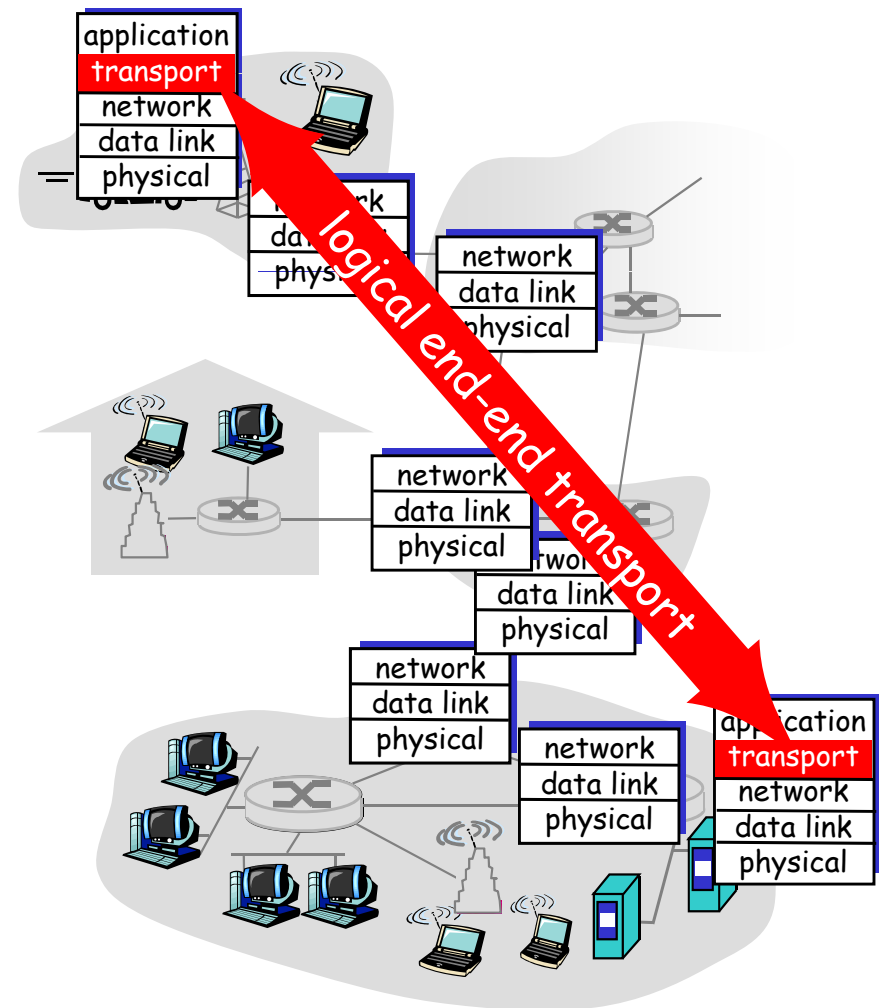 application
transport
network
data link
physical
physical
network
data link
physical
logical end-end transport
network
data link
physical
data link
physical
network
data link
physical
network
data link
physical
application
transport
network
data link
physical